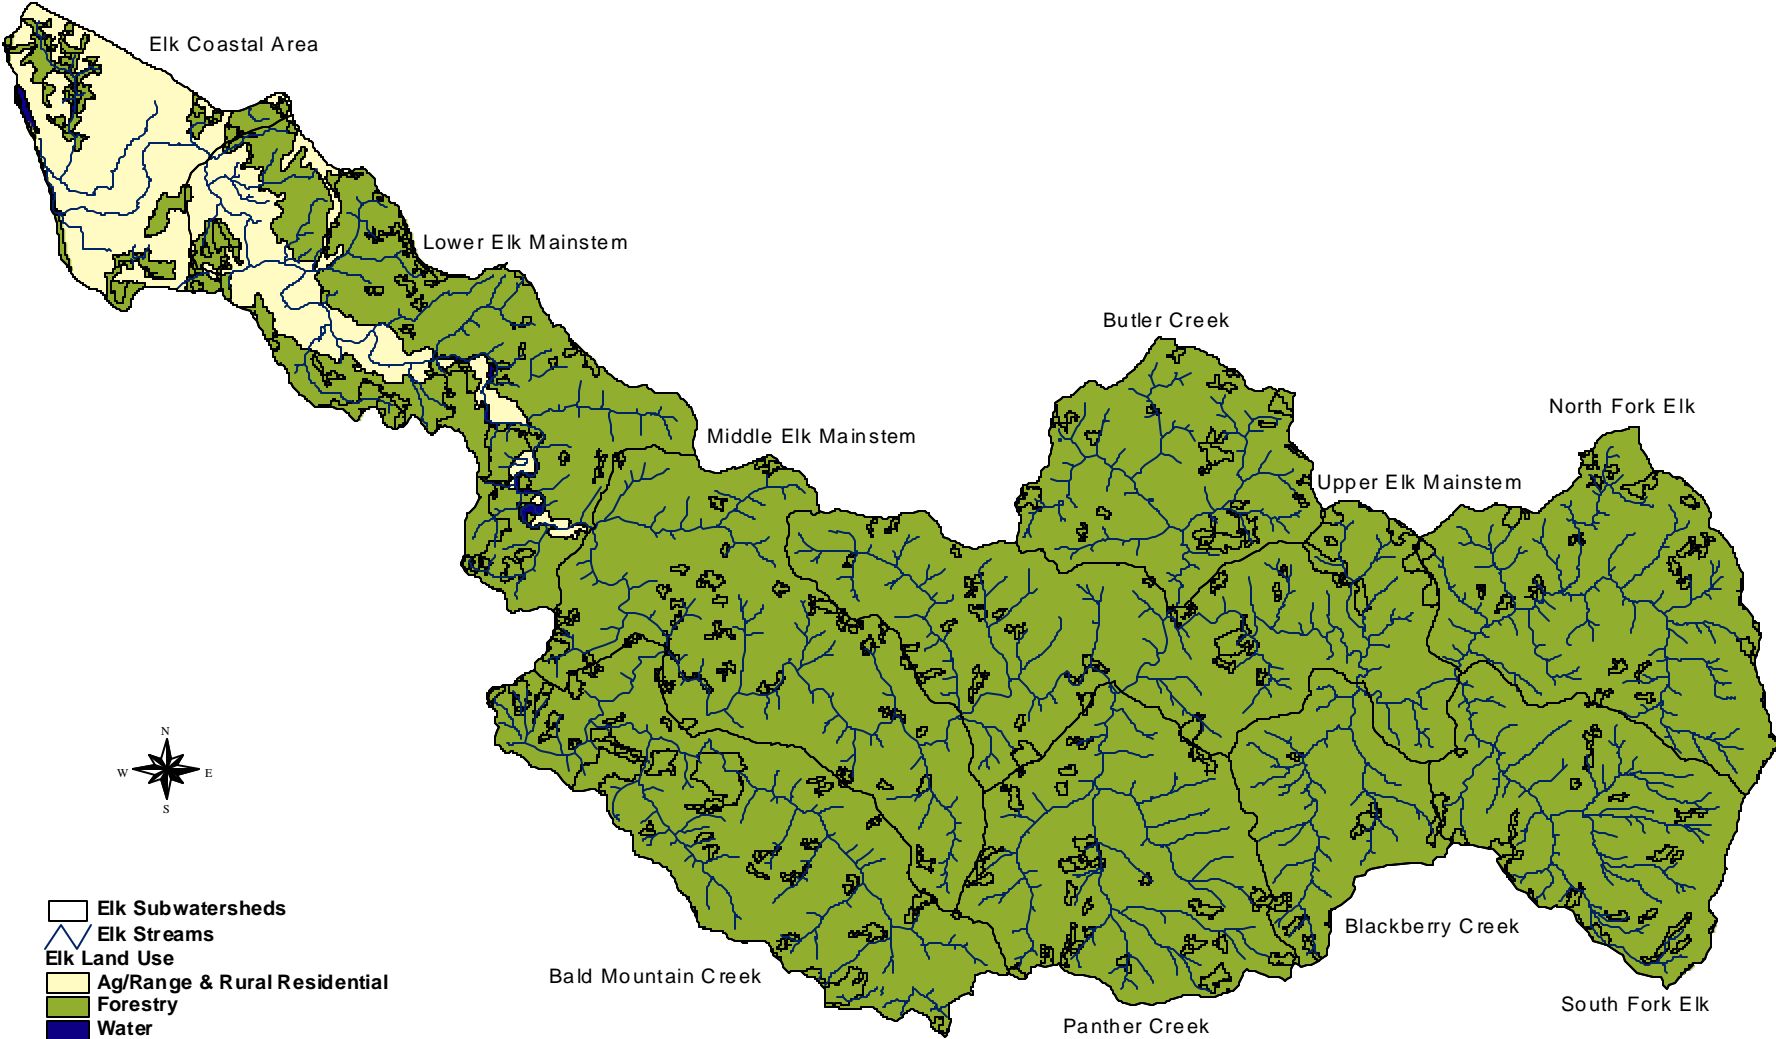 Elk Coastal Area
Lower Elk Mainstem
Butler Creek
North Fork Elk
Middle Elk Mainstem
Upper Elk Mainstem
N
W E
S
Elk Subwatersheds
Elk Streams
Elk Land Use
Ag/Range & Rural Residential
Forestry
Water
Blackberry Creek
Bald Mountain Creek
South Fork Elk
Panther Creek